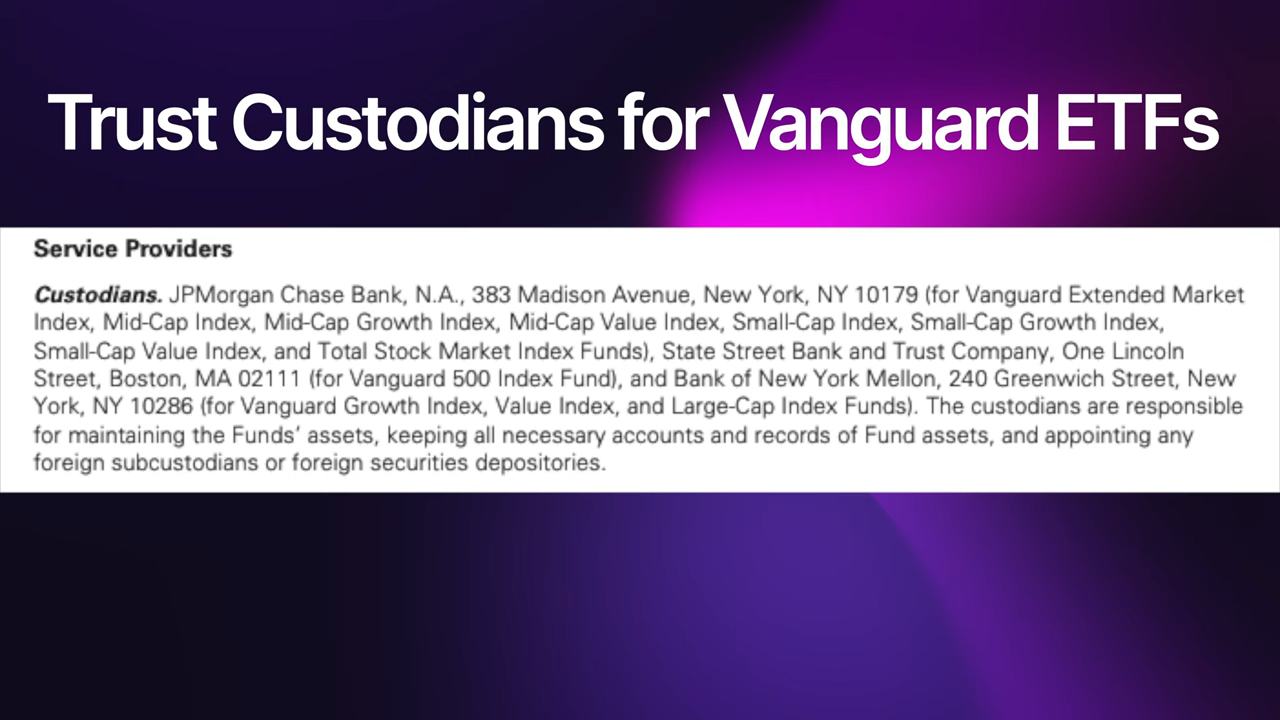 Trust Custodians for Vanguard ETFs
Service Providers
Custodians. JPMorgan Chase Bank, N.A., 383 Madison Avenue, New York, NY 10179 (for Vanguard Extended Market
Index, Mid-Cap Index, Mid-Cap Growth Index, Mid-Cap Value Index, Small-Cap Index, Small-Cap Growth Index,
Small-Cap Value Index, and Total Stock Market Index Funds), State Street Bank and Trust Company, One Lincoln
Street, Boston, MA 02111 (for Vanguard 500 Index Fund), and Bank of New York Mellon, 240 Greenwich Street, New
York, NY 10286 (for Vanguard Growth Index, Value Index, and Large-Cap Index Funds). The custodians are responsible
for maintaining the Funds’ assets, keeping all necessary accounts and records of Fund assets, and appointing any
foreign subcustodians or foreign securities depositories.